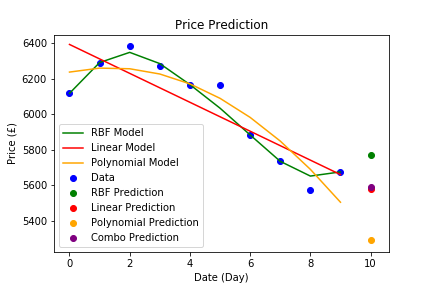 Price Prediction
Price (£)
6400
6200
6000
5800
5600
5400
RBF Model
Linear Model
Polynomial Model
Data
RBF Prediction
Linear Prediction
Polynomial Prediction
Combo Prediction
0 2 4 6 8 10
Date (Day)